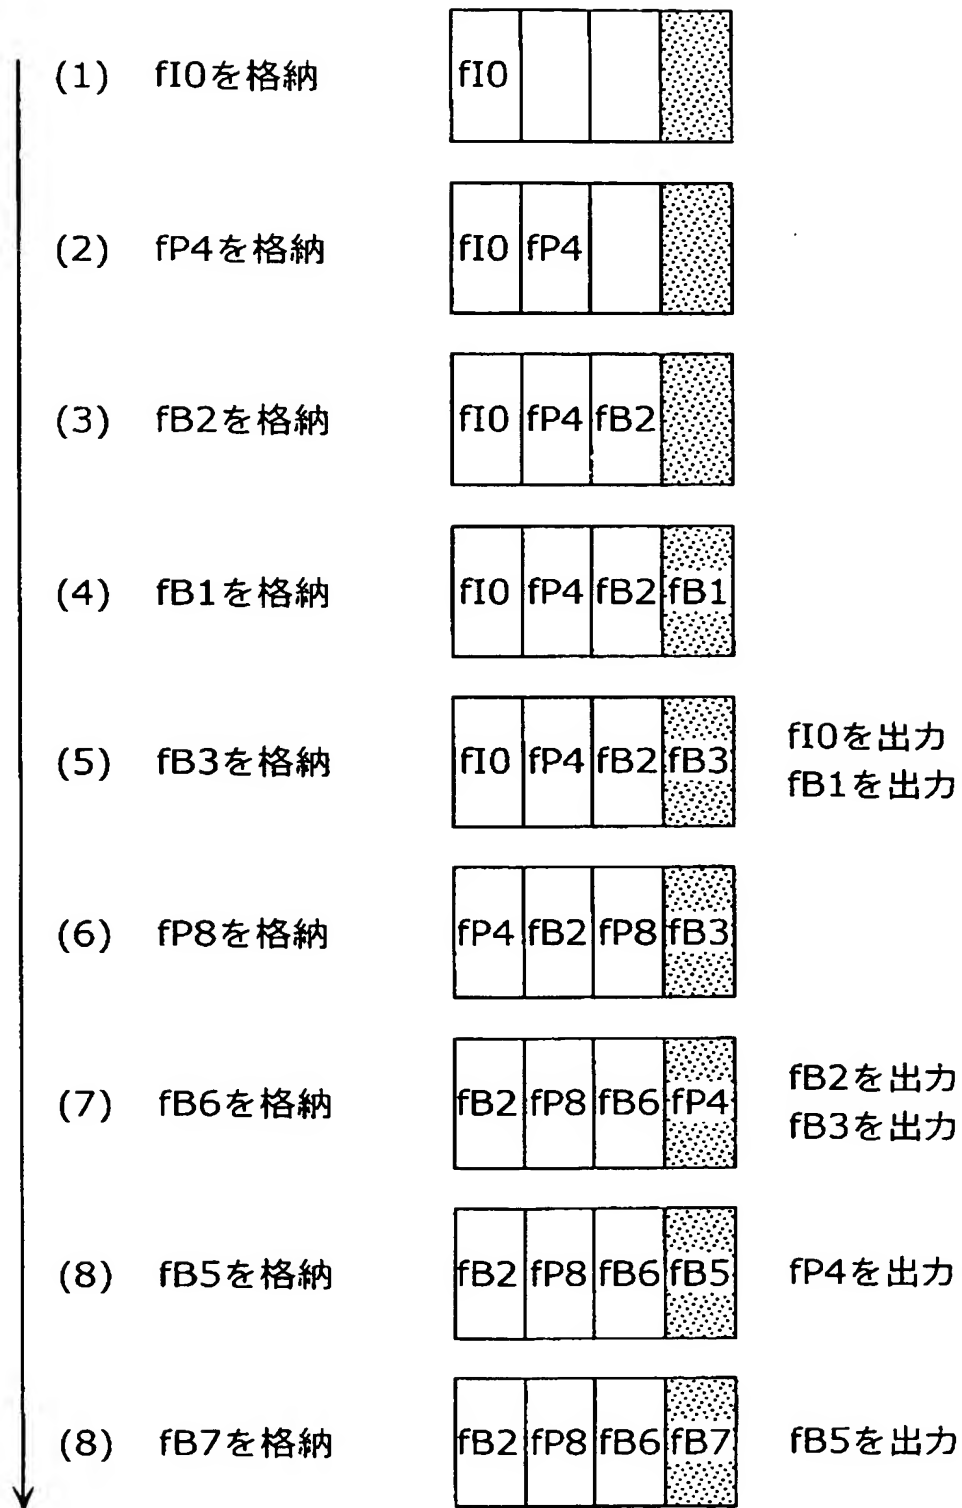 (1) fI0を格納 fI0
(2) fP4を格納 fI0 fP4
(3) fB2を格納 fI0 fP4 fB2
(4) fB1を格納 fI0 fP4 fB2 fB1
(5) fB3を格納 fI0 fP4 fB2 fB3 fI0を出力
fB1を出力
(6) fP8を格納 fP4 fB2 fP8 fB3
(7) fB6を格納 fB2 fP8 fB6 fP4 fB2を出力
fB3を出力
(8) fB5を格納 fB2 fP8 fB6 fB5 fP4を出力
(8) fB7を格納 fB2 fP8 fB6 fB7 fB5を出力